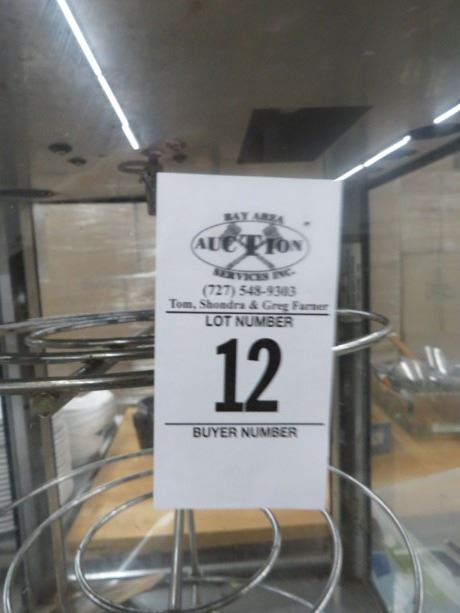 BAY AREA
AUCTION
SERVICES INC.
(727) 548-9303
Tom, Shondra & Greg Farner
LOT NUMBER
12
BUYER NUMBER